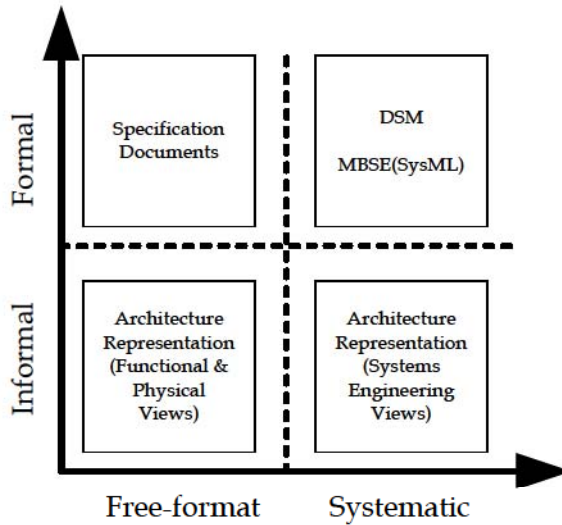 Formal
Specification
Documents
DSM
MBSE(SysML)
Informal
Architecture
Representation
(Functional &
Physical
Views)
Architecture
Representation
(Systems
Engineering
Views)
Free-format
Systematic